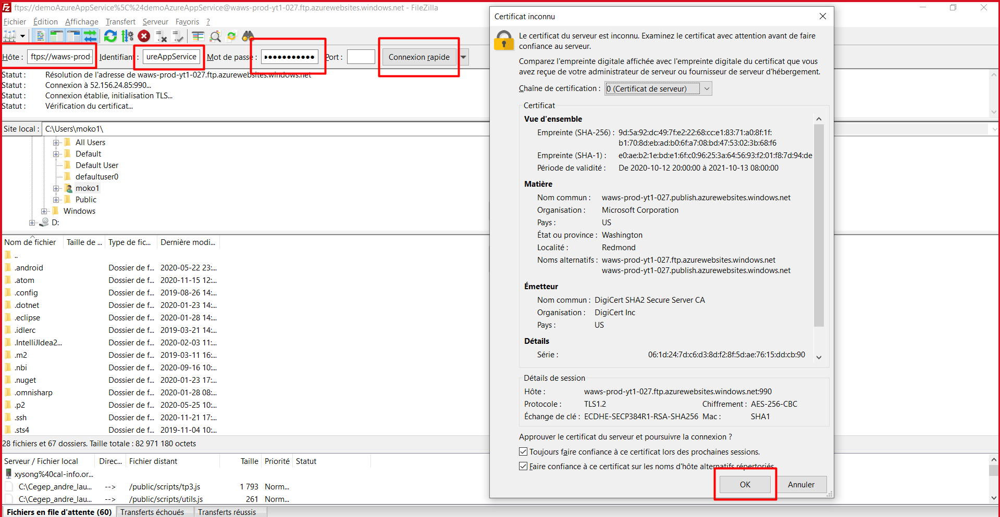 ftps://demoAzureAppService%5C%24demoAzureAppService@waws-prod-yt1-027.ftp.azurewebsites.windows.net - FileZilla
Fichier Édition Affichage Transfert Serveur Favoris ?
Hôte : ftps://waws-prod- Identifiant : ureAppService Mot de passe : ●●●●●●●●●●● Port : Connexion rapide
Statut : Résolution de l'adresse de waws-prod-yt1-027.ftp.azurewebsites.windows.net
Statut : Connexion à 52.156.24.85:990...
Statut : Connexion établie, initialisation TLS...
Statut : Vérification du certificat...
Site local : C:\Users\moko1\
All Users
Default
Default User
defaultuser0
moko1
Public
Windows
D:
Nom de fichier Taille de ... Type de fic... Dernière modi...
..
.android Dossier de f... 2020-05-22 23:...
.atom Dossier de f... 2020-11-15 12:...
.config Dossier de f... 2019-08-26 14:...
.dotnet Dossier de f... 2020-01-23 14:...
.eclipse Dossier de f... 2020-01-28 14:...
.idlerc Dossier de f... 2019-03-21 14:...
.IntelliJIdea2... Dossier de f... 2020-02-03 11:...
.m2 Dossier de f... 2019-03-11 16:...
.nbi Dossier de f... 2020-09-16 10:...
.nuget Dossier de f... 2020-01-23 17:...
.omnisharp Dossier de f... 2020-01-28 08:...
.p2 Dossier de f... 2020-05-25 10:...
.ssh Dossier de f... 2020-11-21 17:...
.sts4 Dossier de f... 2019-11-04 10:...
28 fichiers et 67 dossiers. Taille totale : 82 971 180 octets
Serveur / Fichier local Direc... Fichier distant Taille Priorité Statut
xysong%40cal-info.or...
C:\Cegep_andre_lau... --> /public/scripts/tp3.js 1 793 Norm...
C:\Cegep_andre_lau... --> /public/scripts/utils.js 261 Norm...
Fichiers en file d'attente (60) Transferts échoués Transferts réussis
Certificat inconnu
Le certificat du serveur est inconnu. Examinez le certificat avec attention avant de faire
confiance au serveur.
Comparez l'empreinte digitale affichée avec l'empreinte digitale du certificat que vous
avez reçue de votre administrateur de serveur ou fournisseur de serveur d'hébergement.
Chaîne de certification : 0 (Certificat de serveur)
Certificat
Vue d'ensemble
Empreinte (SHA-256) : 9d:5a:92:dc:49:7f:e2:22:68:cc:e1:83:71:a0:8f:1f:
b1:70:8d:eb:ad:b0:6f:a7:08:bd:47:53:02:3b:68:f6
Empreinte (SHA-1) : e0:ae:b2:1e:bd:e1:6f:c0:96:25:3a:64:56:93:f2:01:f8:7d:94:de
Période de validité : De 2020-10-12 20:00:00 à 2021-10-13 08:00:00
Matière
Nom commun : waws-prod-yt1-027.publish.azurewebsites.windows.net
Organisation : Microsoft Corporation
Pays : US
État ou province : Washington
Localité : Redmond
Noms alternatifs : waws-prod-yt1-027.ftp.azurewebsites.windows.net
waws-prod-yt1-027.publish.azurewebsites.windows.net
Émetteur
Nom commun : DigiCert SHA2 Secure Server CA
Organisation : DigiCert Inc
Pays : US
Détails
Série : 06:1d:24:7d:c6:d3:8d:f2:8f:5d:ae:76:15:dd:cb:90
Détails de session
Hôte : waws-prod-yt1-027.ftp.azurewebsites.windows.net:990
Protocole : TLS1.2 Chiffrement : AES-256-CBC
Échange de clé : ECDHE-SECP384R1-RSA-SHA256 Mac : SHA1
Approuver le certificat du serveur et poursuivre la connexion ?
Toujours faire confiance à ce certificat lors des prochaines sessions.
Faire confiance à ce certificat sur les noms d'hôte alternatifs répertoriés.
OK Annuler